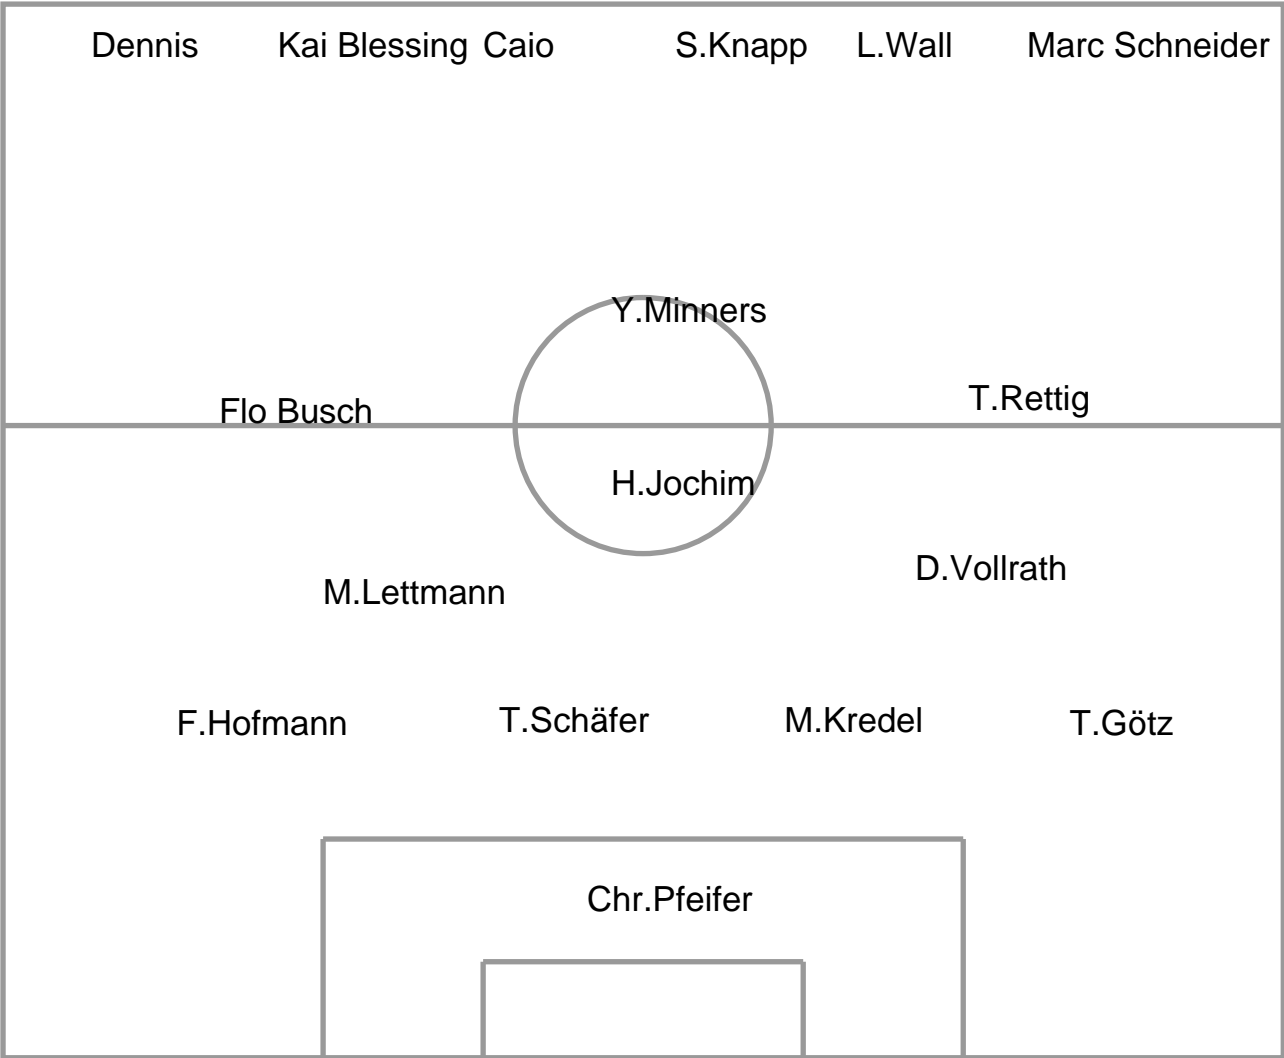 Dennis Kai Blessing Caio S.Knapp L.Wall Marc Schneider
Y.Minners
Flo Busch T.Rettig
H.Jochim
M.Lettmann D.Vollrath
F.Hofmann T.Schäfer M.Kredel T.Götz
Chr.Pfeifer